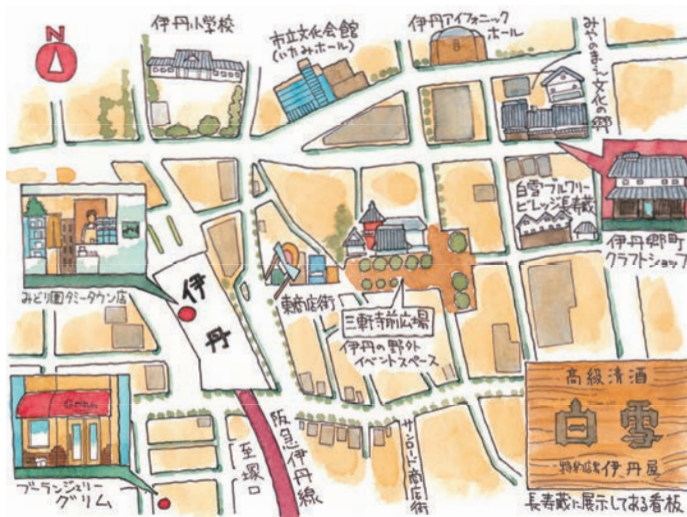 N
伊丹小学校
市立文化会館
(いたみホール)
伊丹アイフォニック
ホール
みやのまえ文化の郷
白雪ブルワリー
ビレッジ長寿蔵
伊丹郷町
クラフトショップ
みどり園タミータウン店
伊丹
東商店街
三軒寺前広場
伊丹の野外
イベントスペース
ブーランジェリー
グリム
至塚口
阪急伊丹線
サンロード商店街
高級清酒
白雪
特約店 伊丹屋
長寿蔵に展示してある看板